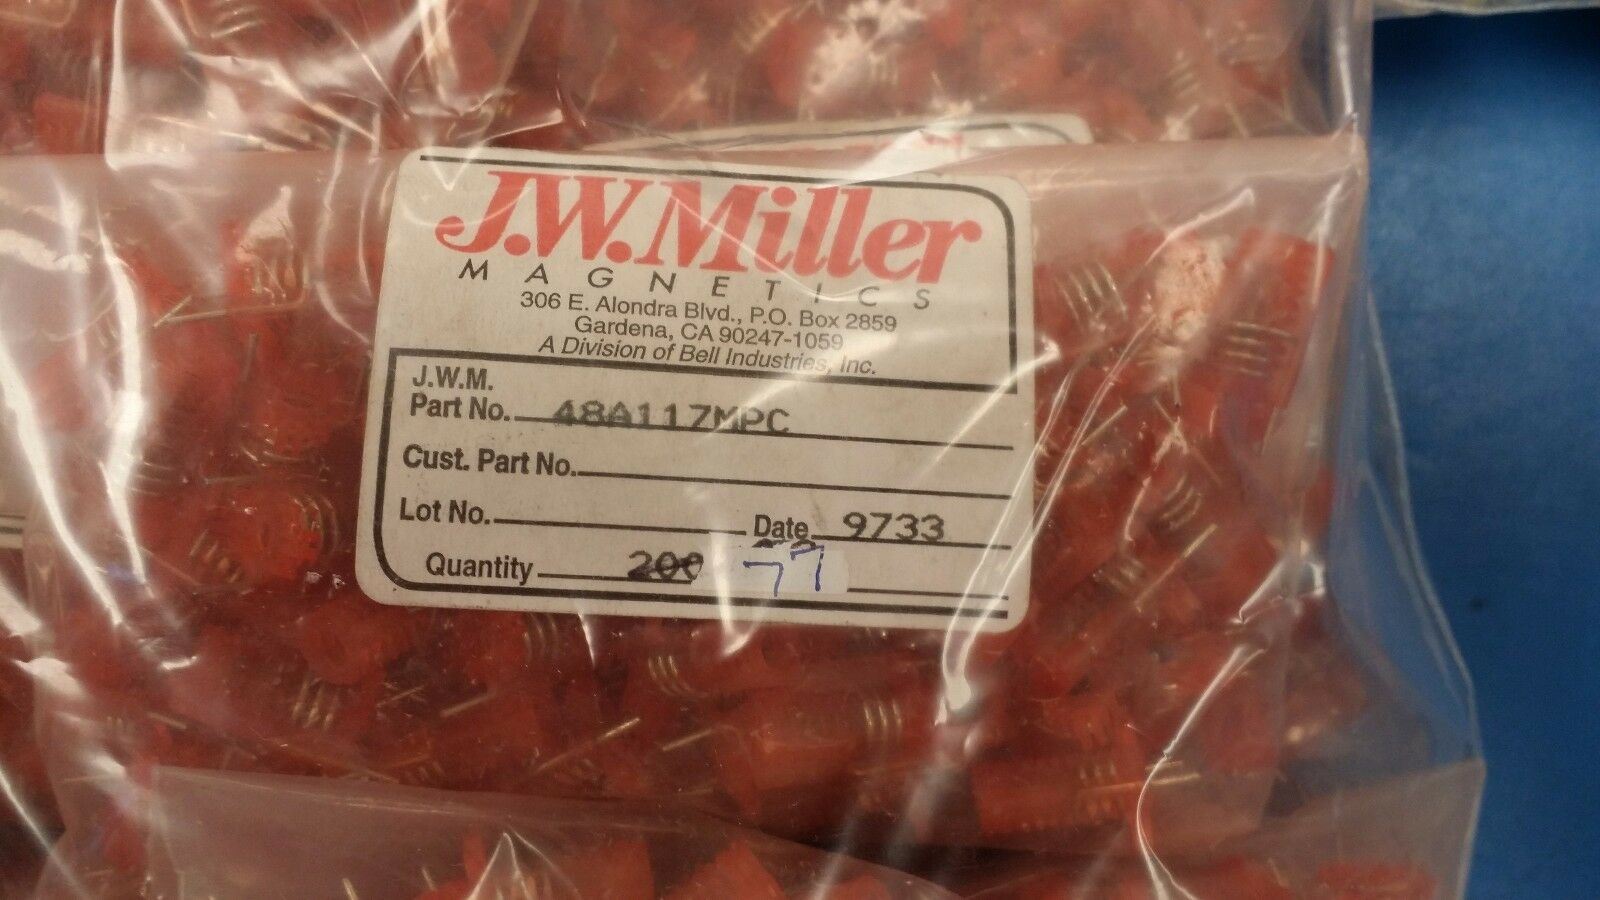 J.W.Miller
MAGNETICS
306 E. Alondra Blvd., P.O. Box 2859
Gardena, CA 90247-1059
A Division of Bell Industries, Inc.
J.W.M.
Part No. 48A117MPC
Cust. Part No.
Lot No. Date 9733
Quantity 200 77